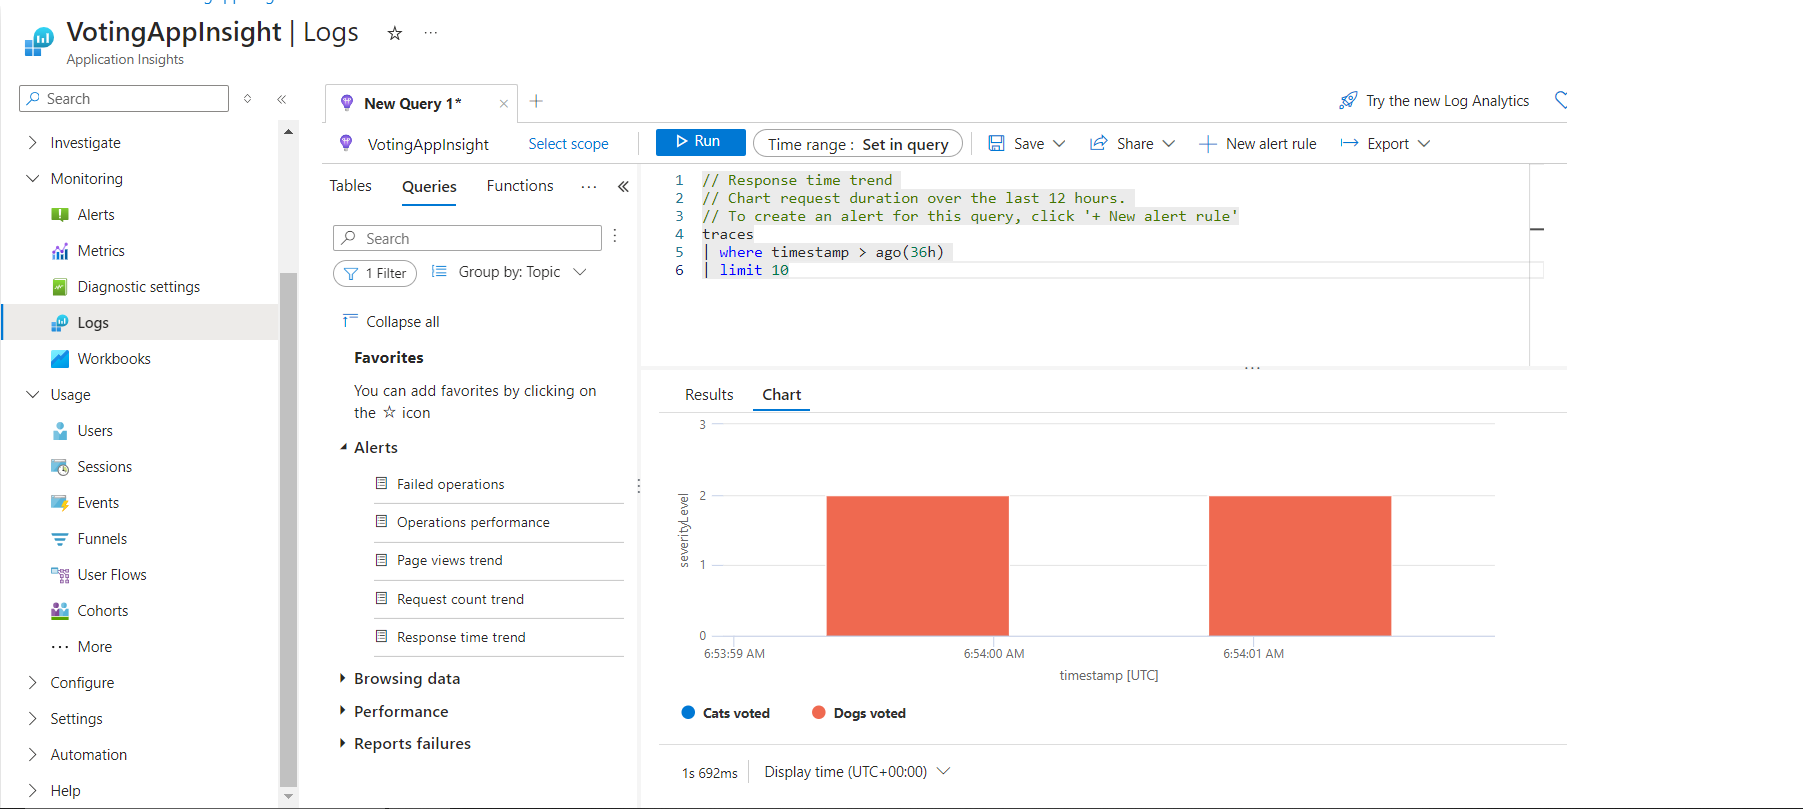 VotingAppInsight | Logs
Application Insights
Search
Investigate
Monitoring
Alerts
Metrics
Diagnostic settings
Logs
Workbooks
Usage
Users
Sessions
Events
Funnels
User Flows
Cohorts
More
Configure
Settings
Automation
Help
New Query 1*
Try the new Log Analytics
VotingAppInsight
Select scope
Run
Time range : Set in query
Save
Share
New alert rule
Export
Tables Queries Functions
Search
1 Filter
Group by: Topic
Collapse all
Favorites
You can add favorites by clicking on
the ☆ icon
Alerts
Failed operations
Operations performance
Page views trend
Request count trend
Response time trend
Browsing data
Performance
Reports failures
1 // Response time trend
2 // Chart request duration over the last 12 hours.
3 // To create an alert for this query, click '+ New alert rule'
4 traces
5 | where timestamp > ago(36h)
6 | limit 10
Results Chart
severityLevel
3
2
1
0
6:53:59 AM 6:54:00 AM 6:54:01 AM
timestamp [UTC]
Cats voted Dogs voted
1s 692ms Display time (UTC+00:00)